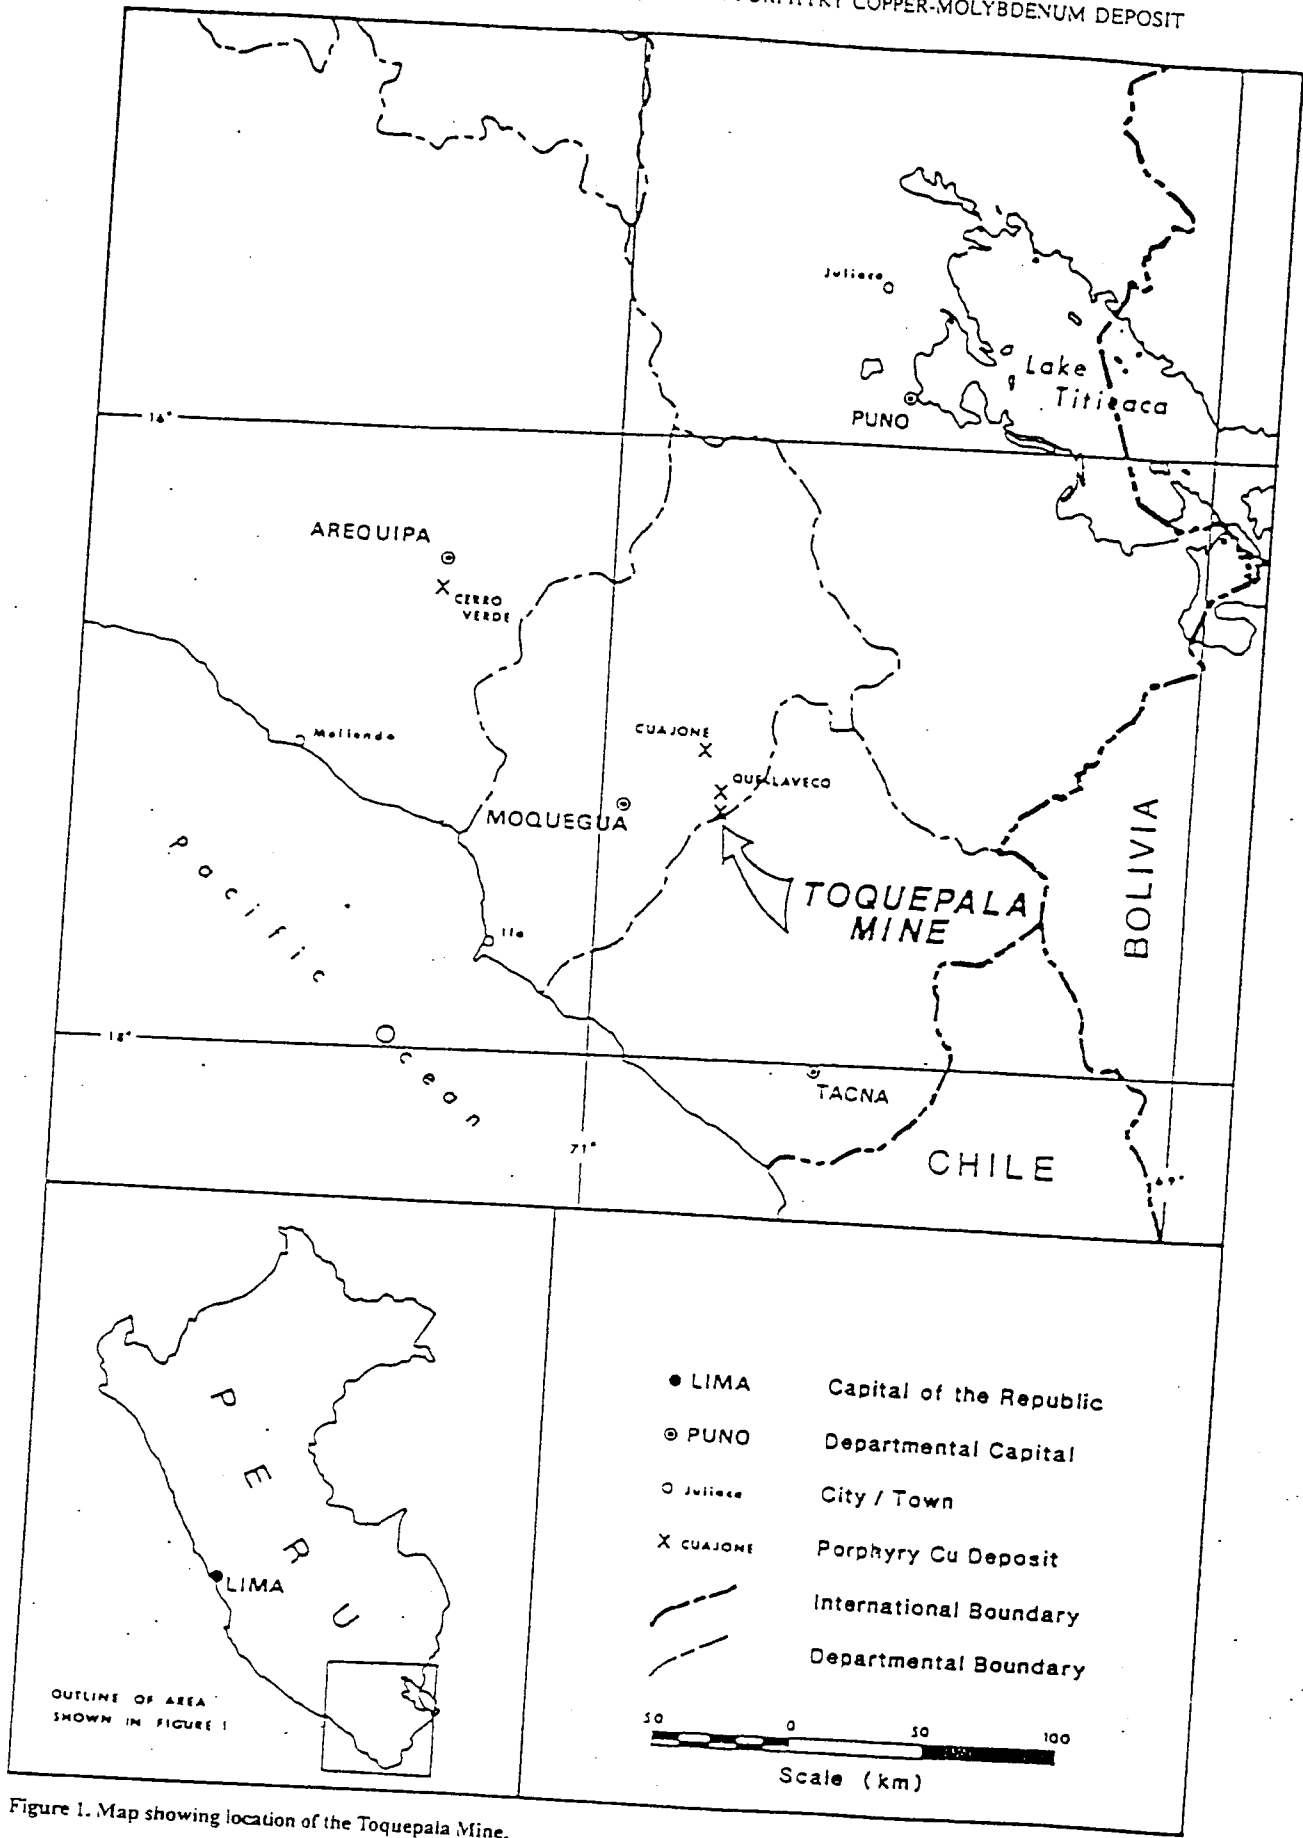 COPPER-MOLYBDENUM DEPOSIT
Juliaca
Lake
Titicaca
PUNO
16°
AREQUIPA
CERRO
VERDE
Mollendo
CUAJONE
QUELLAVECO
MOQUEGUA
TOQUEPALA
MINE
BOLIVIA
Pacific
Ocean
Ilo
18°
TACNA
71°
CHILE
69°
PERU
LIMA
OUTLINE OF AREA
SHOWN IN FIGURE 1
LIMA Capital of the Republic
PUNO Departmental Capital
Juliaca City / Town
X CUAJONE Porphyry Cu Deposit
International Boundary
Departmental Boundary
50 0 50 100
Scale (km)
Figure 1. Map showing location of the Toquepala Mine.